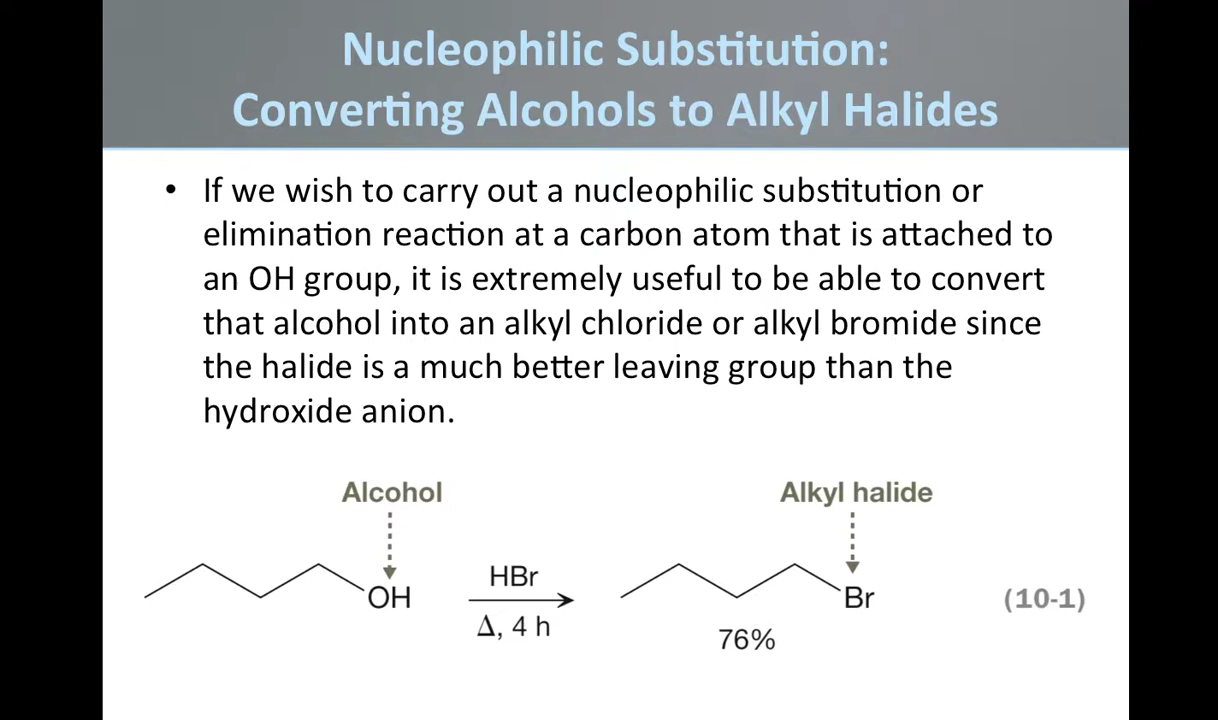 Nucleophilic Substitution:
Converting Alcohols to Alkyl Halides
• If we wish to carry out a nucleophilic substitution or
elimination reaction at a carbon atom that is attached to
an OH group, it is extremely useful to be able to convert
that alcohol into an alkyl chloride or alkyl bromide since
the halide is a much better leaving group than the
hydroxide anion.
Alcohol
Alkyl halide
OH
HBr
Δ, 4 h
Br
76%
(10-1)